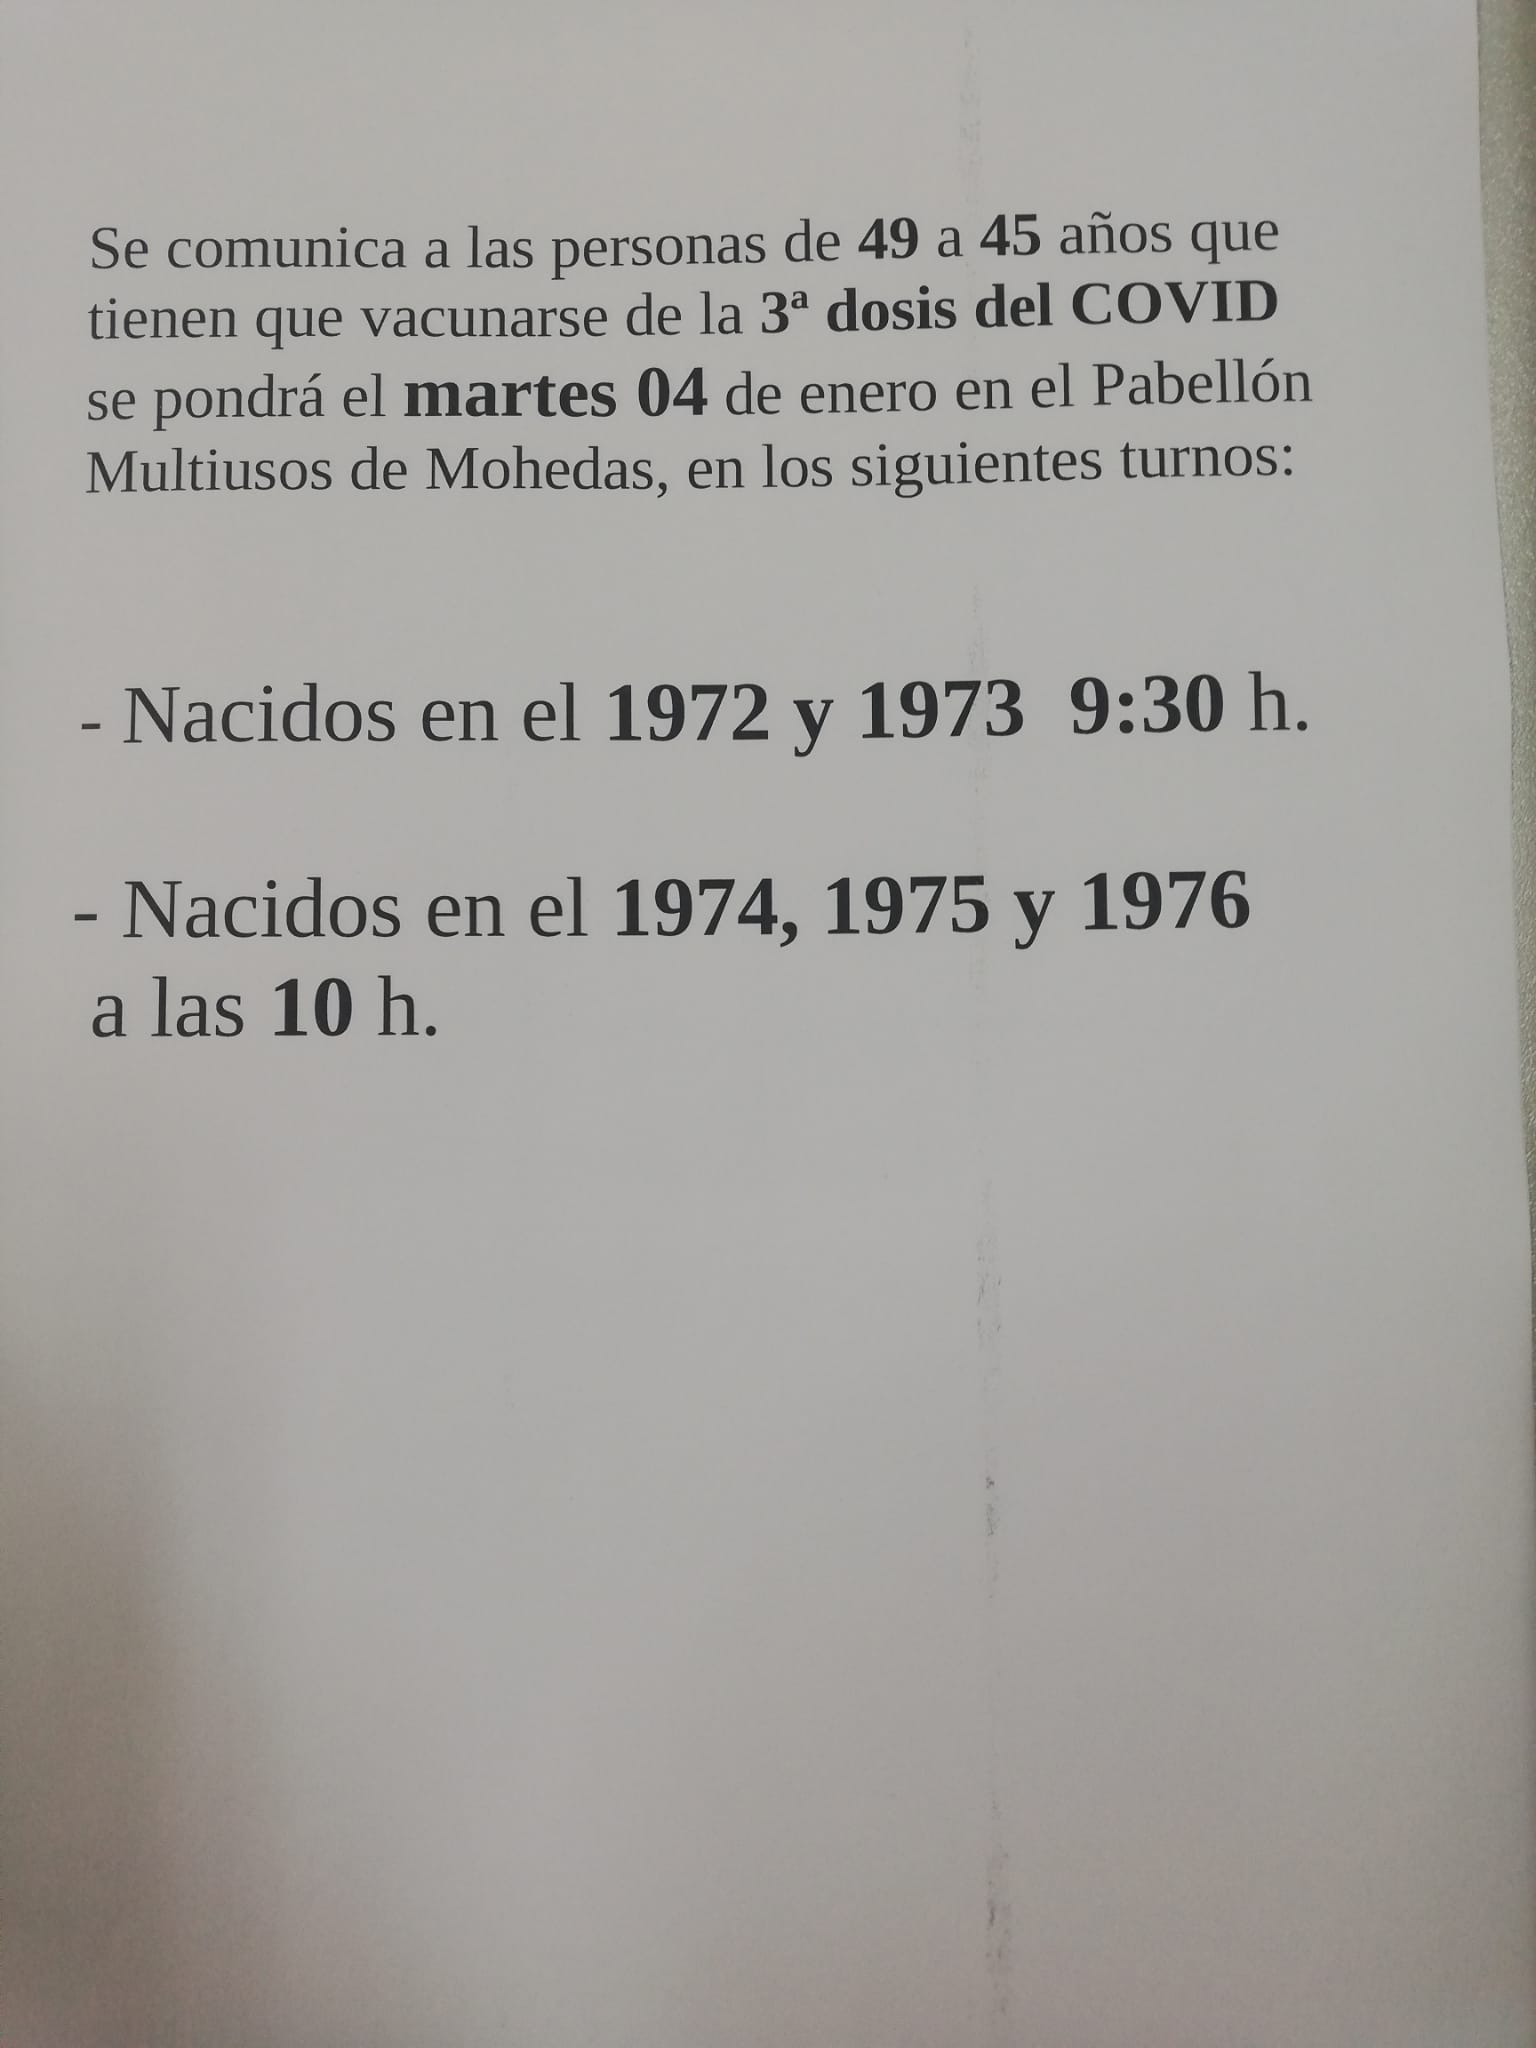 Se comunica a las personas de 49 a 45 años que
tienen que vacunarse de la 3ª dosis del COVID
se pondrá el martes 04 de enero en el Pabellón
Multiusos de Mohedas, en los siguientes turnos:
- Nacidos en el 1972 y 1973 9:30 h.
- Nacidos en el 1974, 1975 y 1976
a las 10 h.